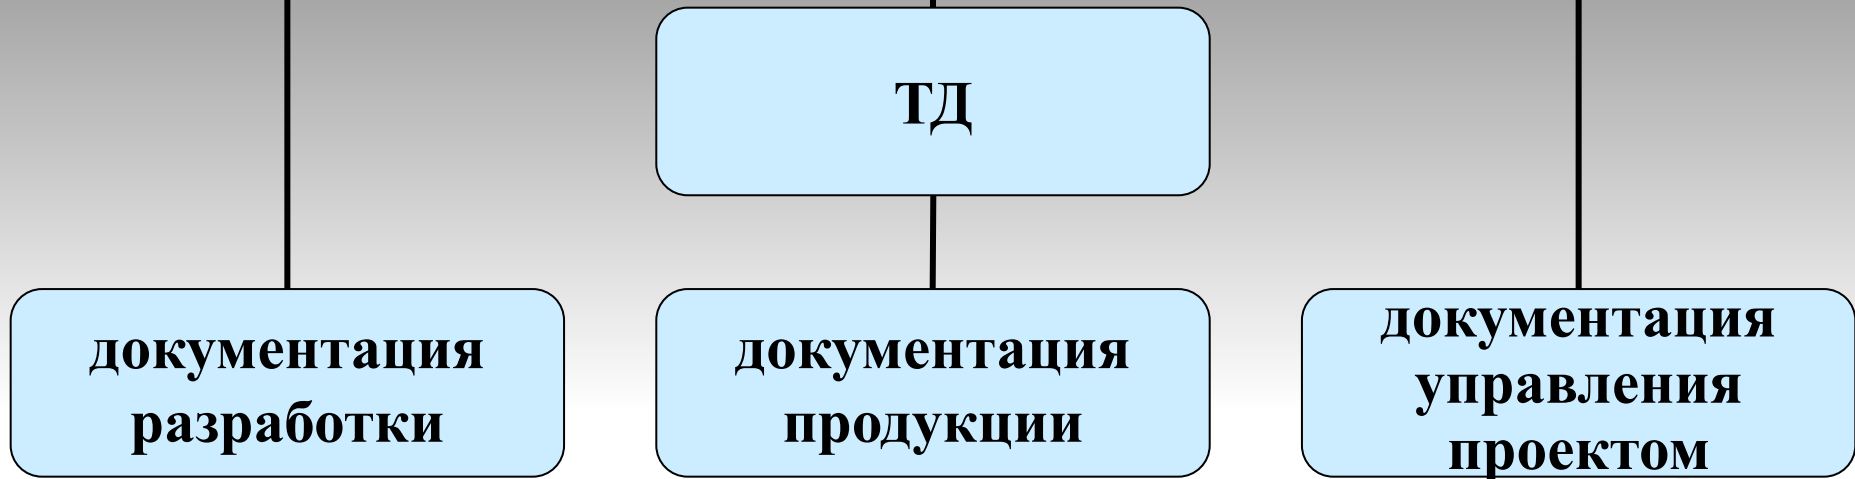 ТД
документация
разработки
документация
продукции
документация
управления
проектом